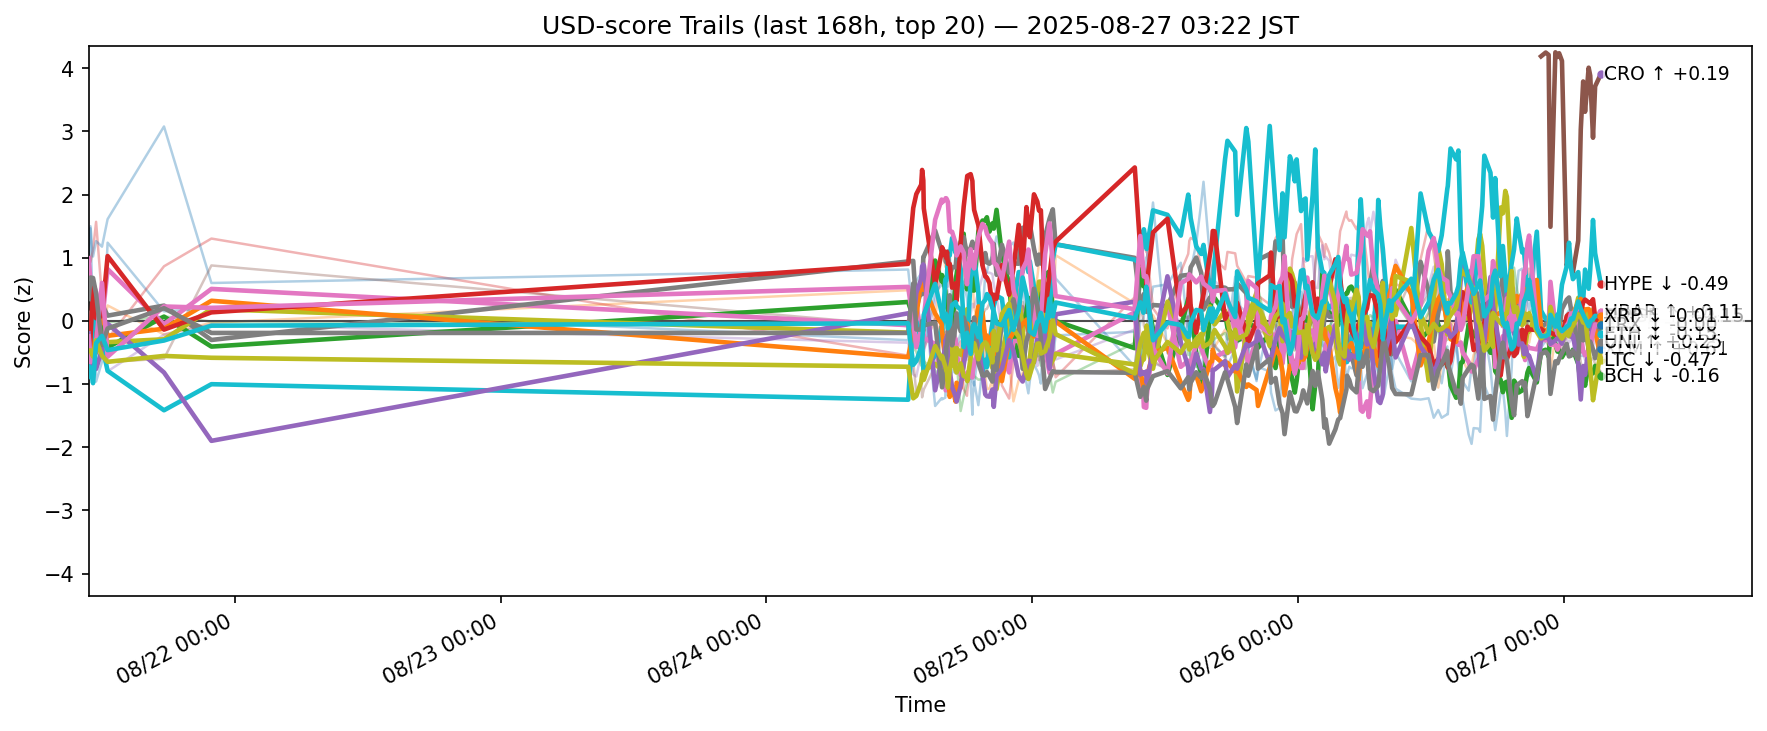 USD-score Trails (last 168h, top 20) — 2025-08-27 03:22 JST
Score (z)
4
3
2
1
0
−1
−2
−3
−4
CRO ↑ +0.19
HYPE ↓ -0.49
XRP ↓ -0.01
LTC ↓ -0.47
BCH ↓ -0.16
08/22 00:00
08/23 00:00
08/24 00:00
08/25 00:00
08/26 00:00
08/27 00:00
Time